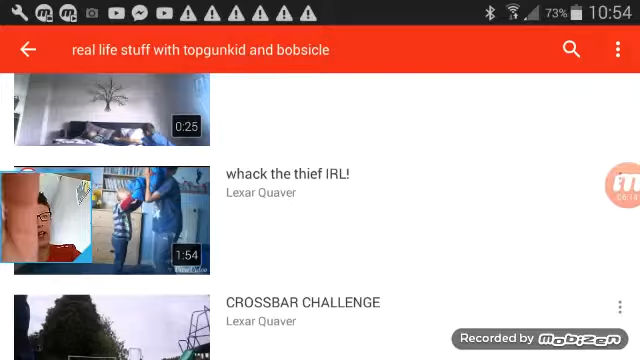 73% 10:54
real life stuff with topgunkid and bobsicle
0:25
whack the thief IRL!
Lexar Quaver
1:54
VivaVideo
CROSSBAR CHALLENGE
Lexar Quaver
Recorded by Mobizen